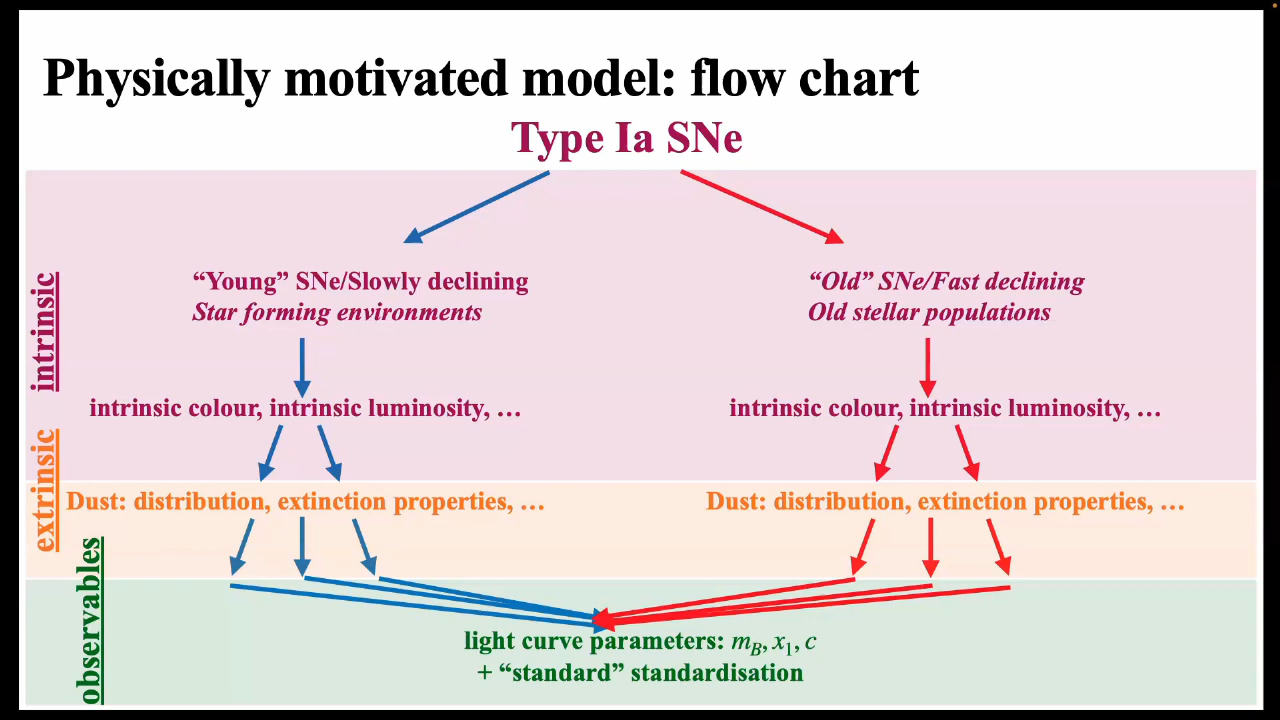 Physically motivated model: flow chart
Type Ia SNe
intrinsic
“Young” SNe/Slowly declining
Star forming environments
“Old” SNe/Fast declining
Old stellar populations
intrinsic colour, intrinsic luminosity, …
intrinsic colour, intrinsic luminosity, …
extrinsic
Dust: distribution, extinction properties, …
Dust: distribution, extinction properties, …
observables
light curve parameters: m_B, x_1, c
+ “standard” standardisation